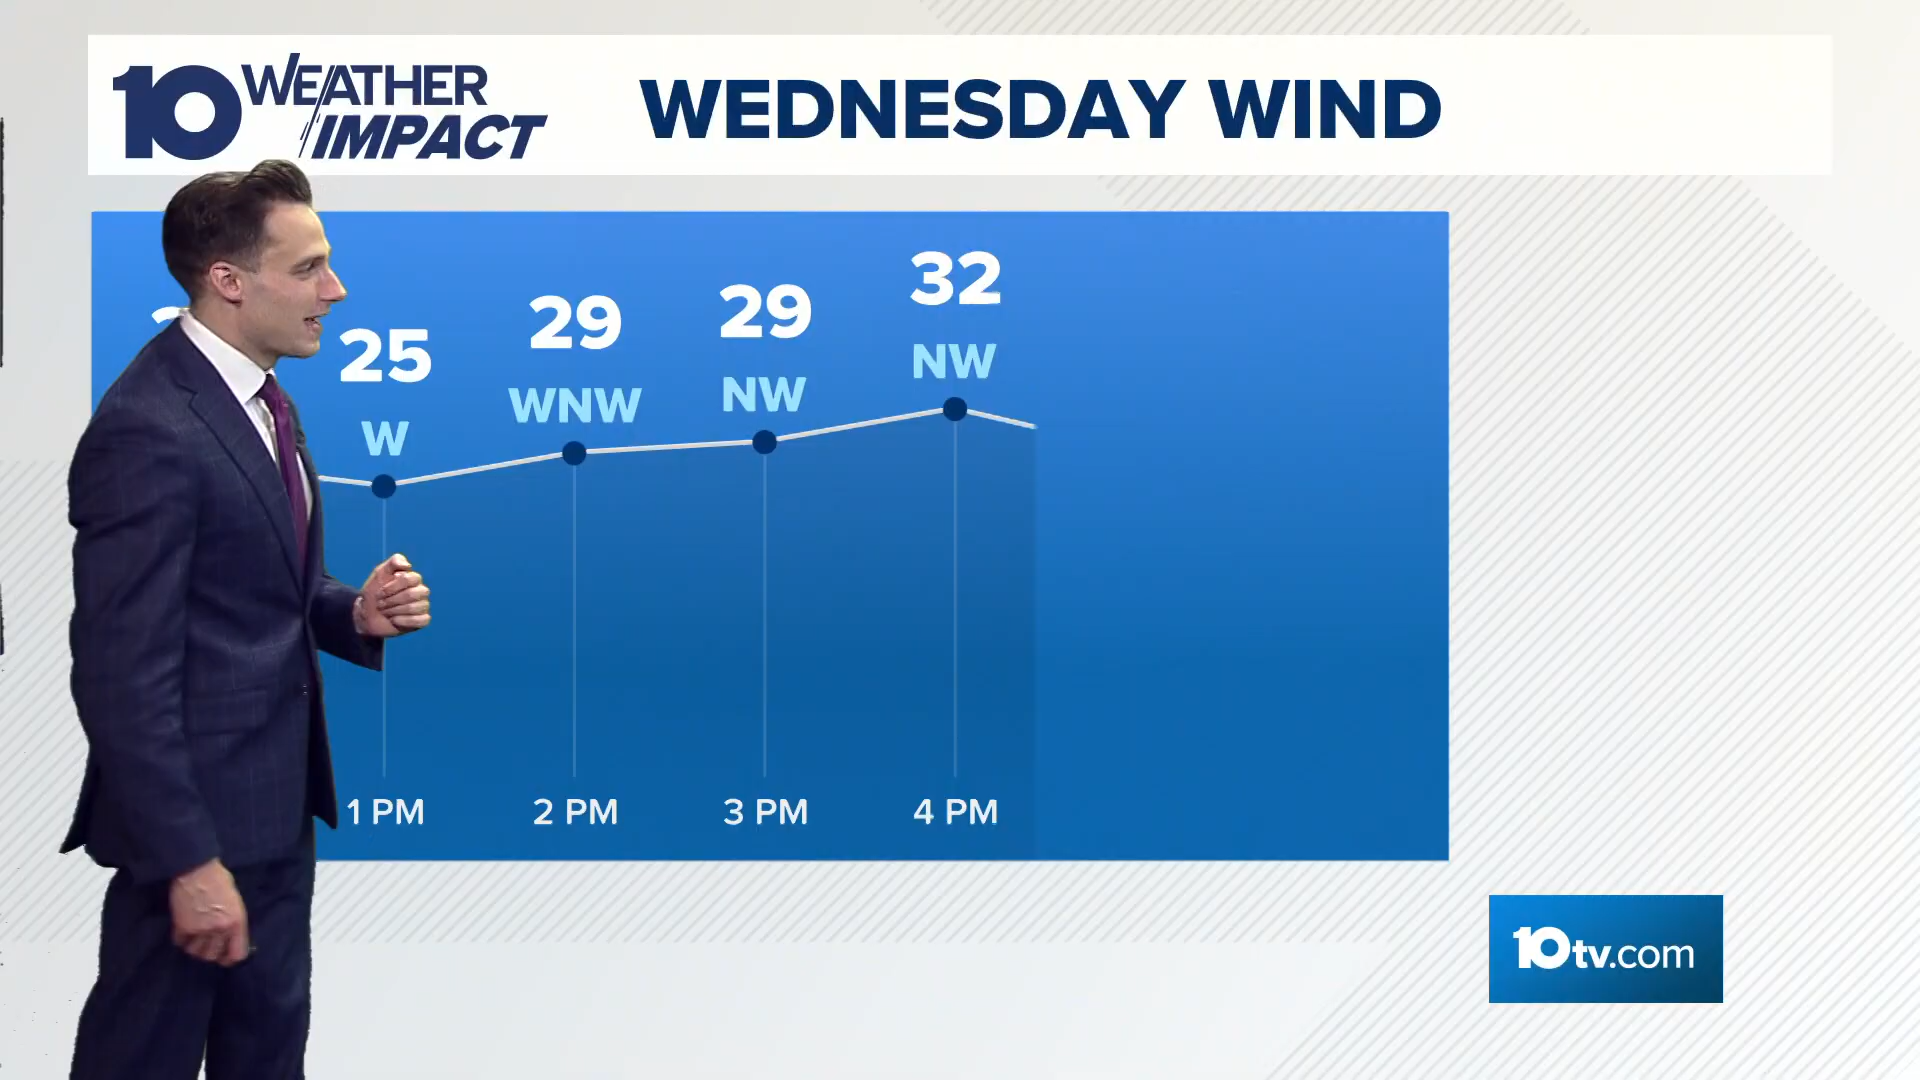 10 WEATHER
IMPACT
WEDNESDAY WIND
25
W
29
WNW
29
NW
32
NW
1 PM
2 PM
3 PM
4 PM
10tv.com